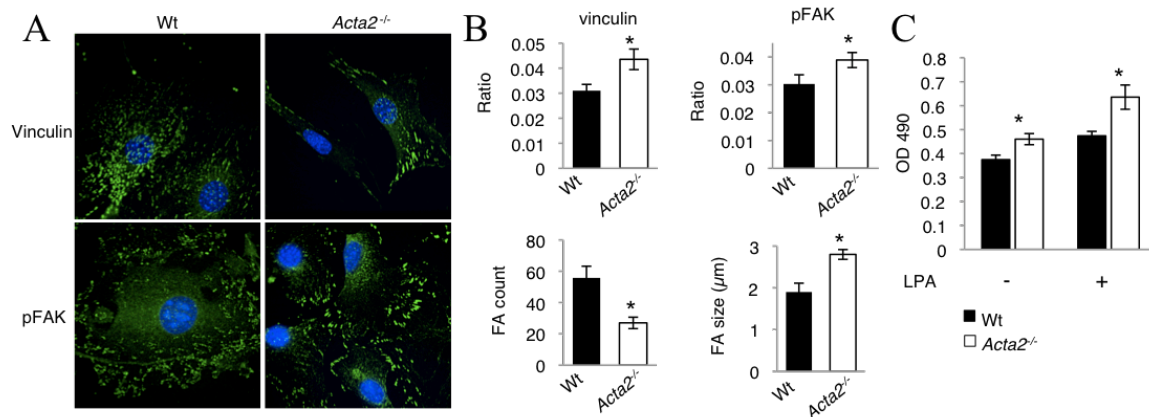 A
Wt
Acta2-/-
Vinculin
pFAK
B
vinculin
Ratio
0.05
0.04
0.03
0.02
0.01
0
*
Wt
Acta2-/-
pFAK
Ratio
0.04
0.03
0.02
0.01
0
*
Wt
Acta2-/-
FA count
80
60
40
20
0
*
Wt
Acta2-/-
FA size (µm)
3
2
1
0
*
Wt
Acta2-/-
C
OD 490
0.8
0.7
0.6
0.5
0.4
0.3
0.2
0.1
0
*
*
LPA - +
Wt
Acta2-/-